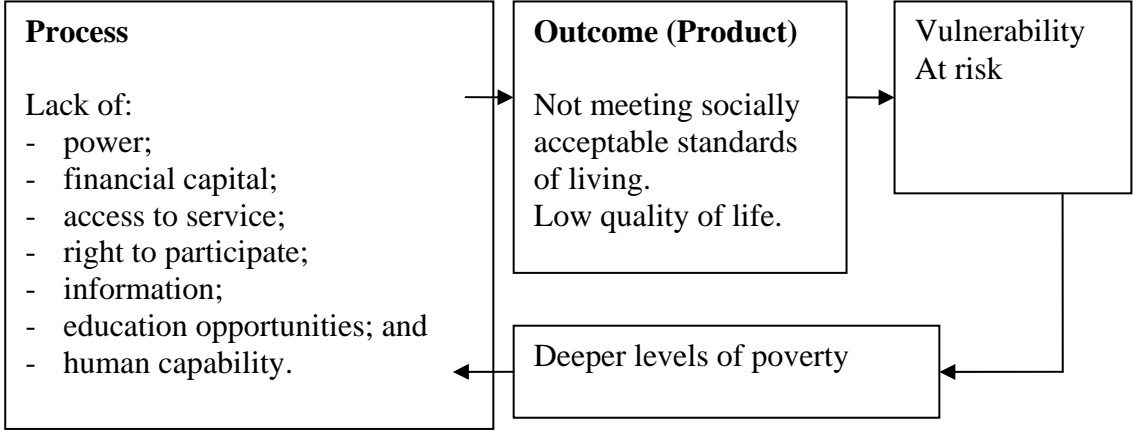 Process
Lack of:
- power;
- financial capital;
- access to service;
- right to participate;
- information;
- education opportunities; and
- human capability.
Outcome (Product)
Not meeting socially
acceptable standards
of living.
Low quality of life.
Vulnerability
At risk
Deeper levels of poverty